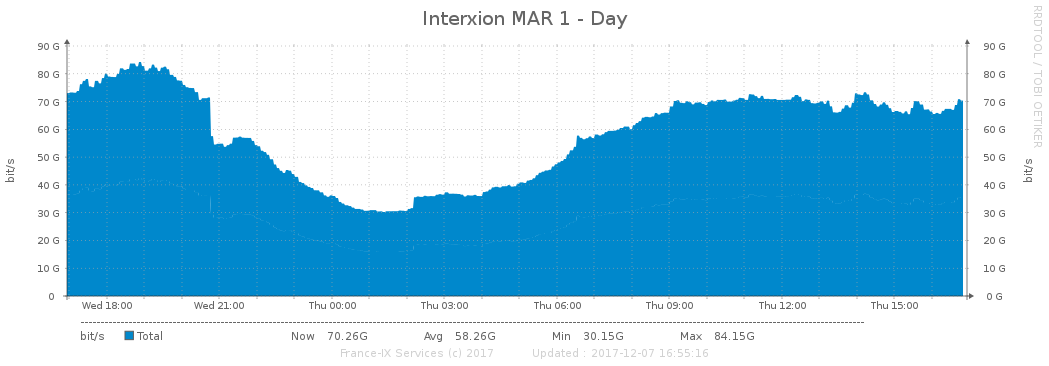 Interxion MAR 1 - Day
RRDTOOL / TOBI OETIKER
90 G 90 G
80 G 80 G
70 G 70 G
60 G 60 G
50 G 50 G
40 G 40 G
30 G 30 G
20 G 20 G
10 G 10 G
0 0 G
bit/s
bit/s
Wed 18:00 Wed 21:00 Thu 00:00 Thu 03:00 Thu 06:00 Thu 09:00 Thu 12:00 Thu 15:00
bit/s Total Now 70.26G Avg 58.26G Min 30.15G Max 84.15G
France-IX Services (c) 2017 Updated : 2017-12-07 16:55:16